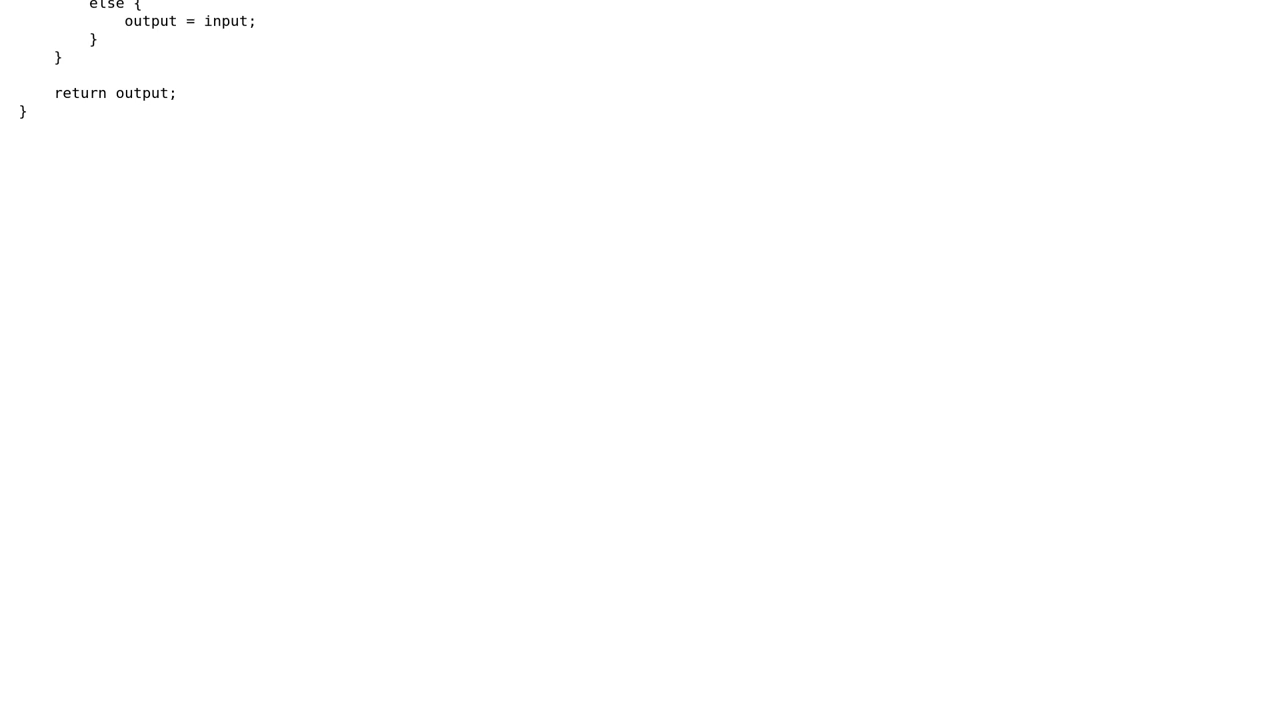 else {
            output = input;
        }
    }

    return output;
}